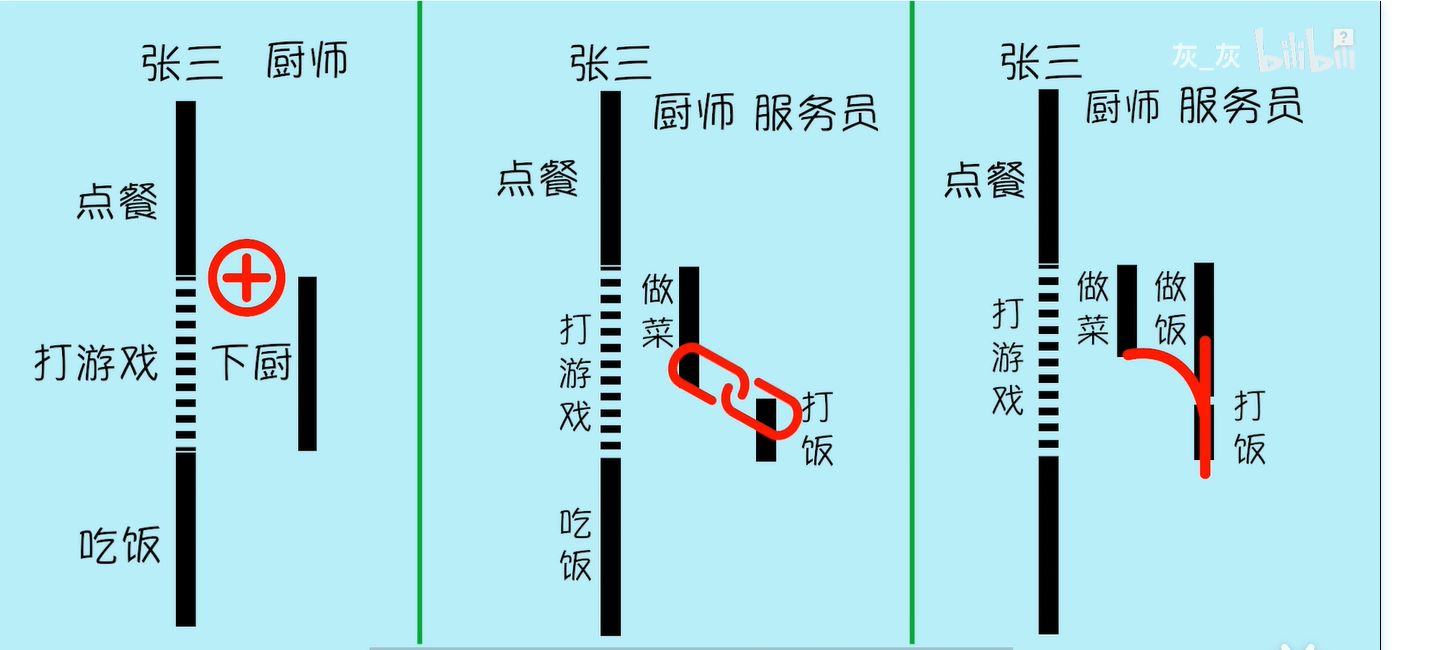 张三 厨师
点餐
打游戏 下厨
吃饭
张三
厨师 服务员
点餐
做菜
打游戏
打饭
吃饭
灰_灰 bilibili
张三
厨师 服务员
点餐
做菜 做饭
打游戏
打饭